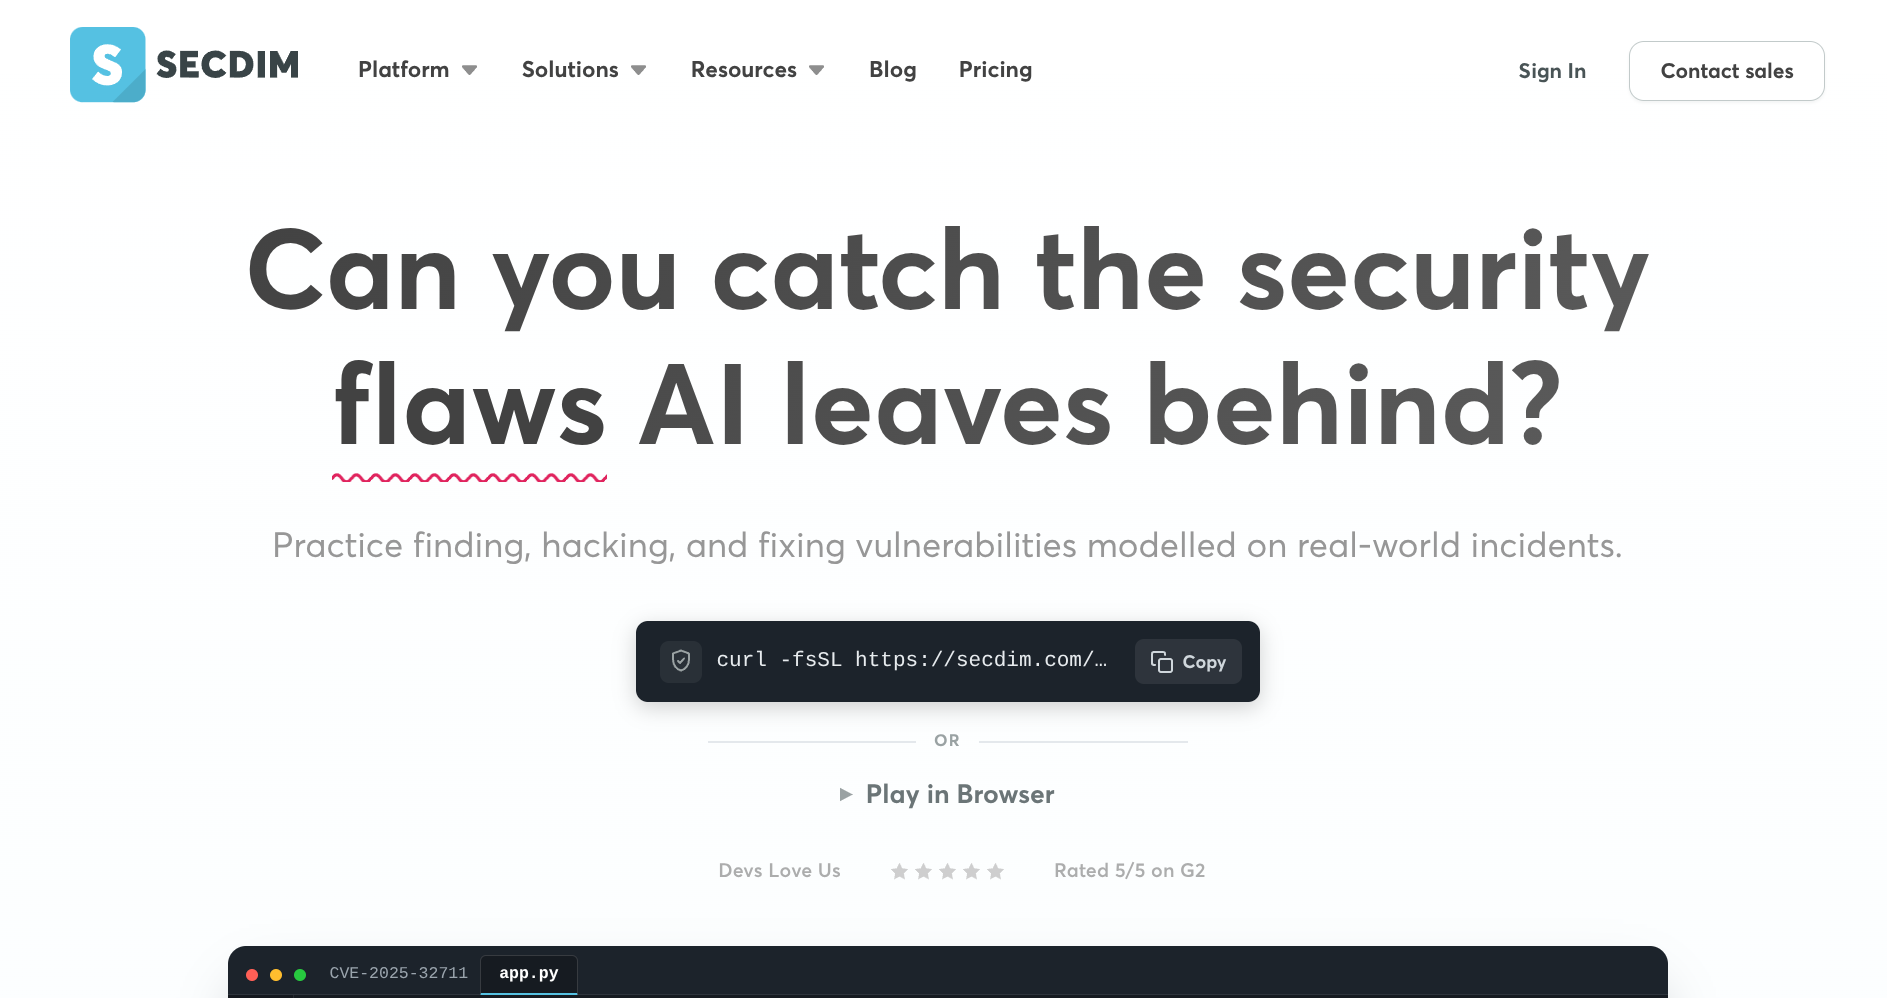 S SECDIM
Platform Solutions Resources Blog Pricing Sign In Contact sales
Can you catch the security
flaws AI leaves behind?
Practice finding, hacking, and fixing vulnerabilities modelled on real-world incidents.
curl -fsSL https://secdim.com/… Copy
OR
Play in Browser
Devs Love Us ★★★★★ Rated 5/5 on G2
CVE-2025-32711 app.py